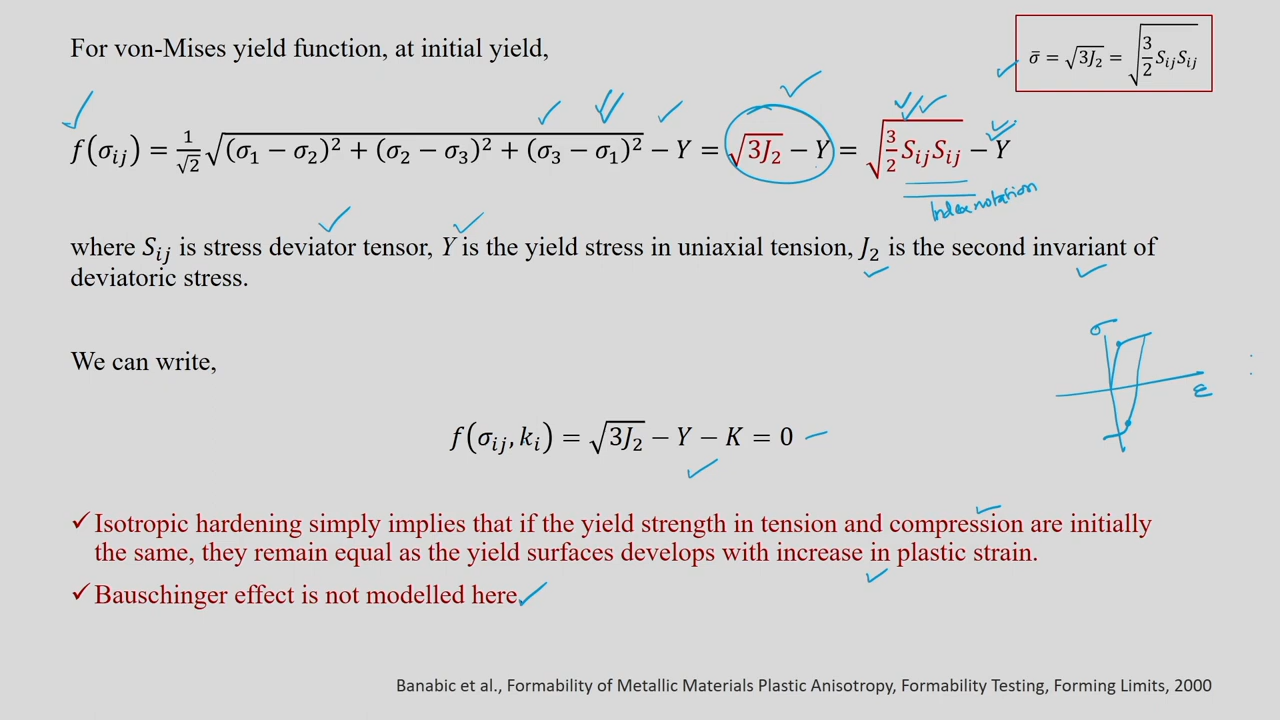 For von-Mises yield function, at initial yield,
σ̄ = √(3J₂) = √(3/2 SᵢⱼSᵢⱼ)
f(σᵢⱼ) = 1/√2 √((σ₁ − σ₂)² + (σ₂ − σ₃)² + (σ₃ − σ₁)²) − Y = √(3J₂) − Y = √(3/2 SᵢⱼSᵢⱼ) − Y
Index notation
where Sᵢⱼ is stress deviator tensor, Y is the yield stress in uniaxial tension, J₂ is the second invariant of
deviatoric stress.
σ
ε
We can write,
f(σᵢⱼ, kᵢ) = √(3J₂) − Y − K = 0
✓ Isotropic hardening simply implies that if the yield strength in tension and compression are initially
the same, they remain equal as the yield surfaces develops with increase in plastic strain.
✓ Bauschinger effect is not modelled here
Banabic et al., Formability of Metallic Materials Plastic Anisotropy, Formability Testing, Forming Limits, 2000